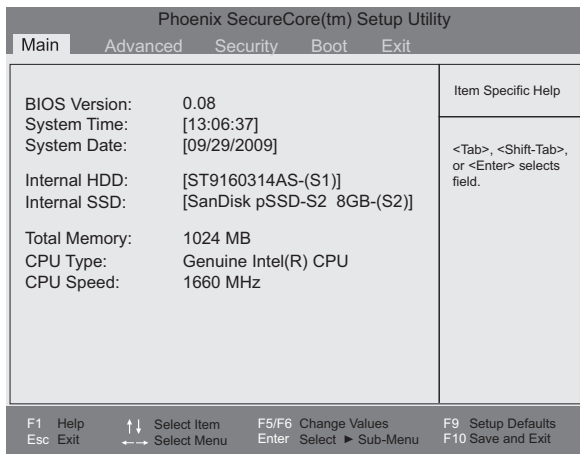 Phoenix SecureCore(tm) Setup Utility
Main Advanced Security Boot Exit
BIOS Version: 0.08
System Time: [13:06:37]
System Date: [09/29/2009]
Internal HDD: [ST9160314AS-(S1)]
Internal SSD: [SanDisk pSSD-S2 8GB-(S2)]
Total Memory: 1024 MB
CPU Type: Genuine Intel(R) CPU
CPU Speed: 1660 MHz
Item Specific Help
<Tab>, <Shift-Tab>,
or <Enter> selects
field.
F1 Help ↑↓ Select Item F5/F6 Change Values F9 Setup Defaults
Esc Exit ←→ Select Menu Enter Select ► Sub-Menu F10 Save and Exit